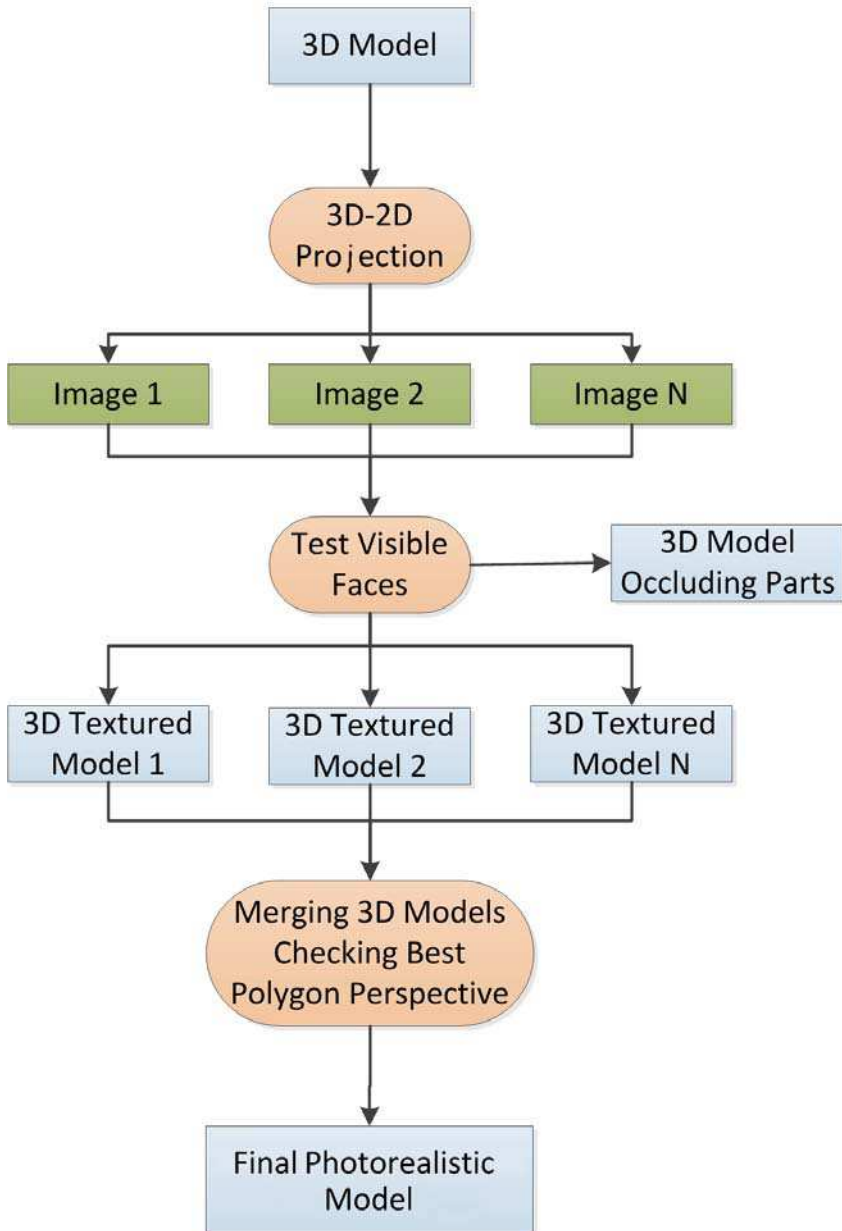 3D Model
3D-2D
Projection
Image 1
Image 2
Image N
Test Visible
Faces
3D Model
Occluding Parts
3D Textured
Model 1
3D Textured
Model 2
3D Textured
Model N
Merging 3D Models
Checking Best
Polygon Perspective
Final Photorealistic
Model